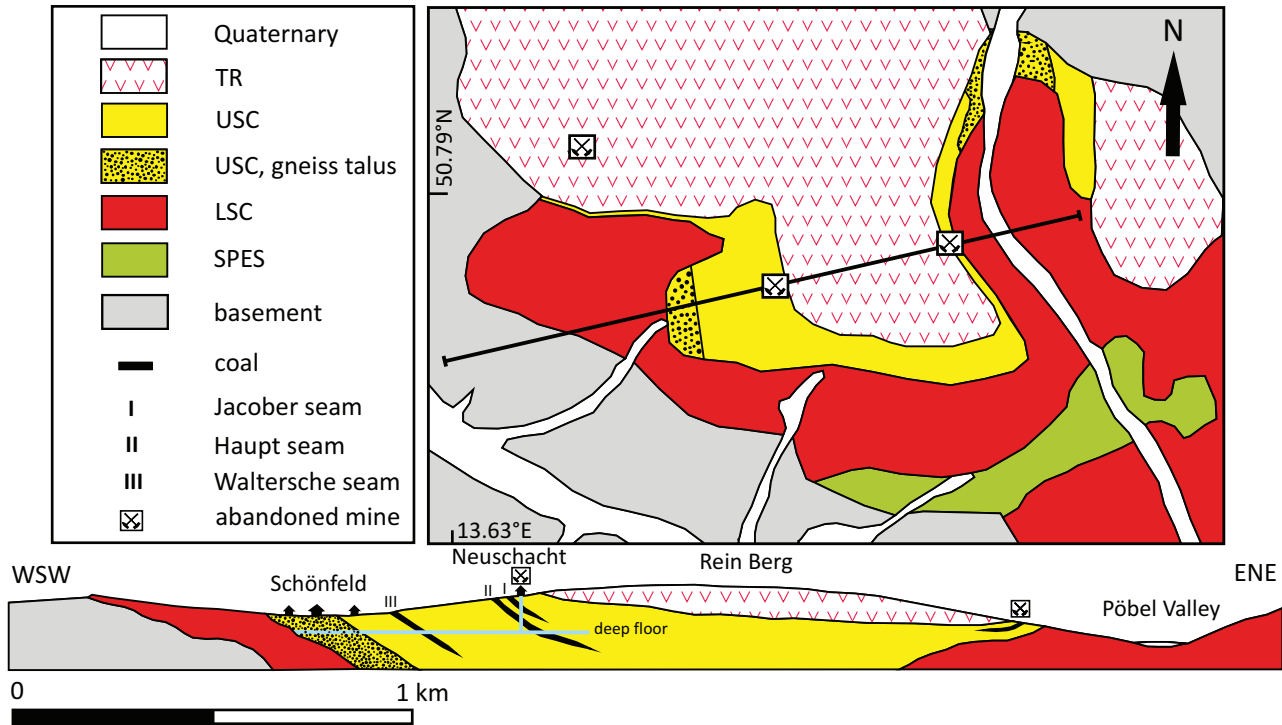 Quaternary
TR
USC
USC, gneiss talus
LSC
SPES
basement
coal
I Jacober seam
II Haupt seam
III Waltersche seam
abandoned mine
N
50.79°N
13.63°E
Neuschacht
Rein Berg
WSW
Schönfeld
ENE
III
II
I
Pöbel Valley
deep floor
0
1 km